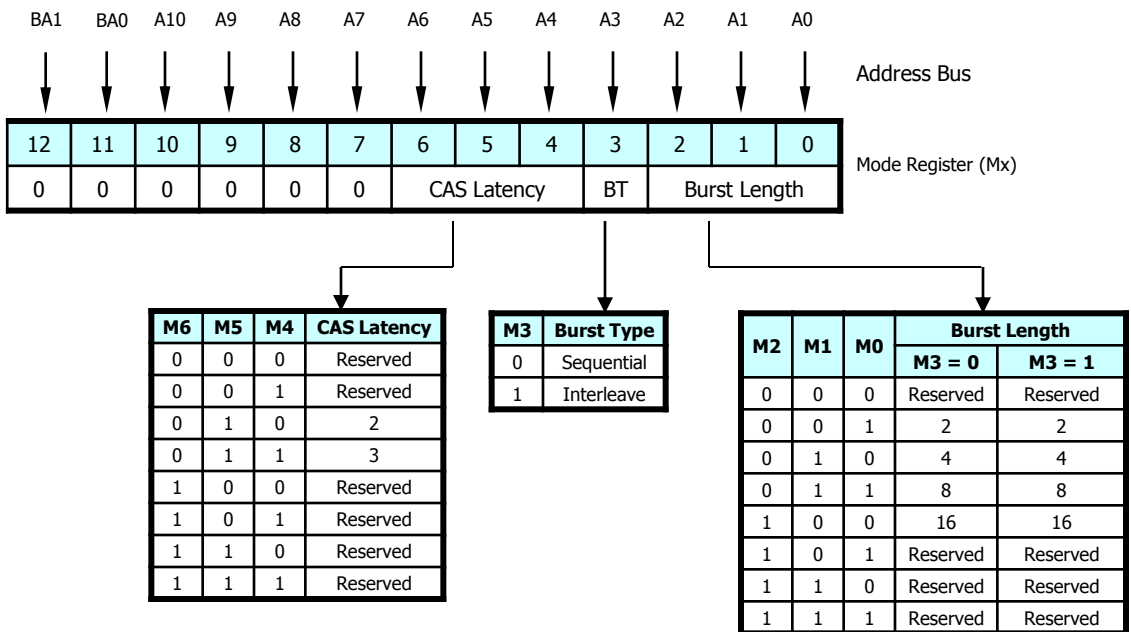 BA1 BA0 A10 A9 A8 A7 A6 A5 A4 A3 A2 A1 A0
Address Bus
12 11 10 9 8 7 6 5 4 3 2 1 0
Mode Register (Mx)
0 0 0 0 0 0 CAS Latency BT Burst Length
M6 M5 M4 CAS Latency
0 0 0 Reserved
0 0 1 Reserved
0 1 0 2
0 1 1 3
1 0 0 Reserved
1 0 1 Reserved
1 1 0 Reserved
1 1 1 Reserved
M3 Burst Type
0 Sequential
1 Interleave
M2 M1 M0 Burst Length
M3 = 0 M3 = 1
0 0 0 Reserved Reserved
0 0 1 2 2
0 1 0 4 4
0 1 1 8 8
1 0 0 16 16
1 0 1 Reserved Reserved
1 1 0 Reserved Reserved
1 1 1 Reserved Reserved